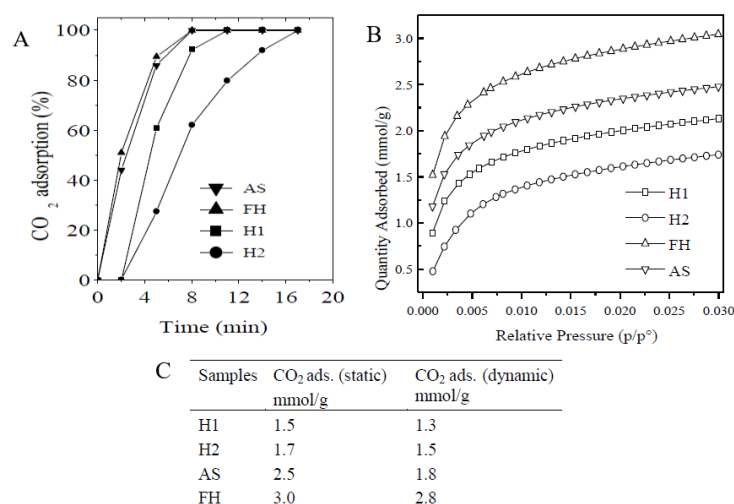 A
CO2 adsorption (%)
100
80
60
40
20
0
AS
FH
H1
H2
0 4 8 12 16 20
Time (min)
B
Quantity Adsorbed (mmol/g)
3.0
2.5
2.0
1.5
1.0
0.5
H1
H2
FH
AS
0.000 0.005 0.010 0.015 0.020 0.025 0.030
Relative Pressure (p/p°)
C
Samples CO2 ads. (static) CO2 ads. (dynamic)
mmol/g mmol/g
H1 1.5 1.3
H2 1.7 1.5
AS 2.5 1.8
FH 3.0 2.8